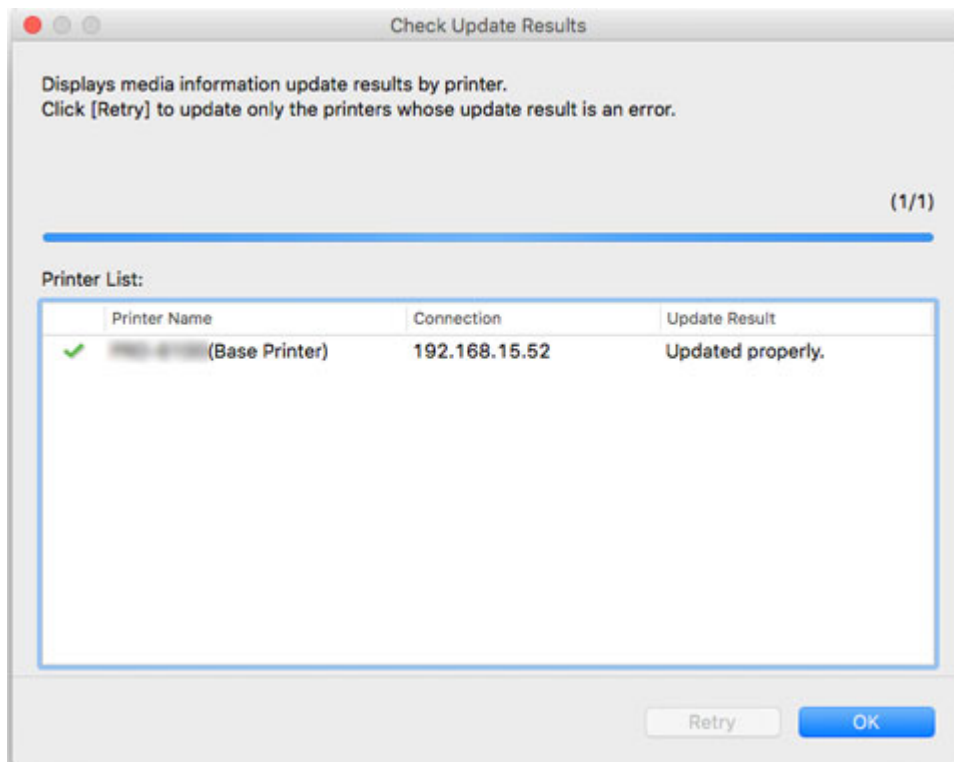 Check Update Results
Displays media information update results by printer.
Click [Retry] to update only the printers whose update result is an error.
(1/1)
Printer List:
Printer Name Connection Update Result
(Base Printer) 192.168.15.52 Updated properly.
Retry OK